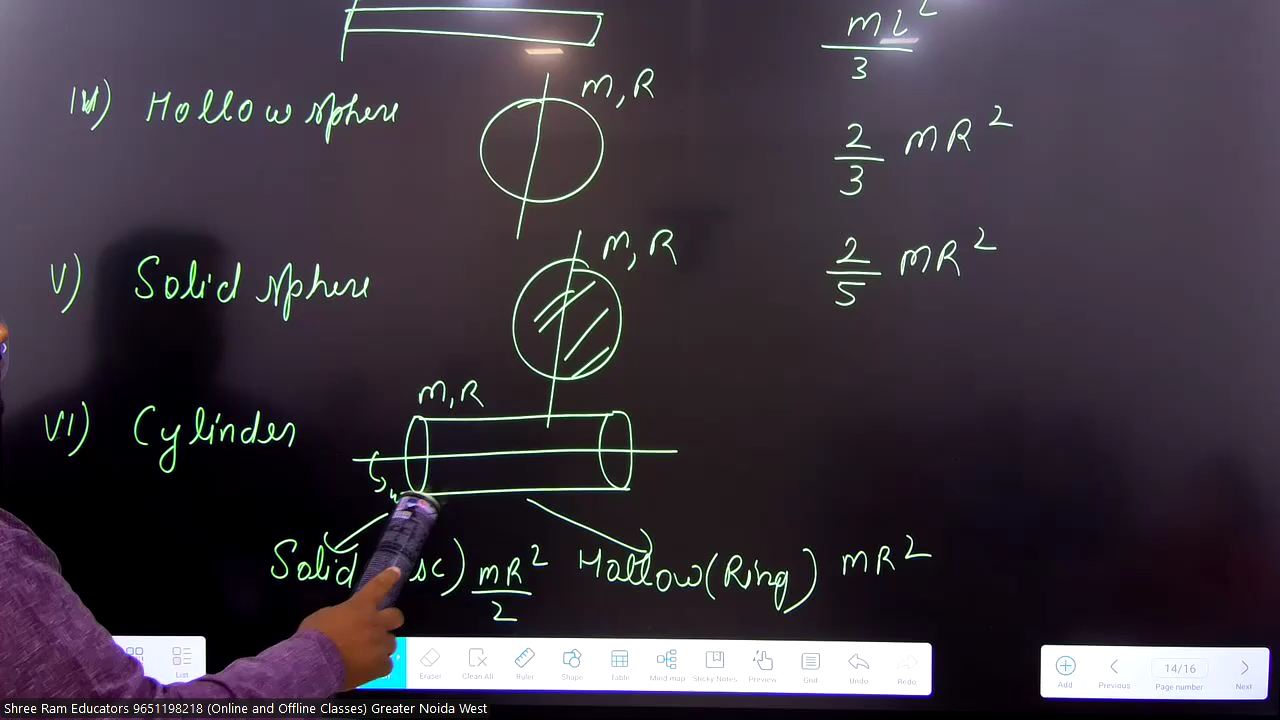 mL²
3
IV) Hollow sphere M, R 2/3 MR²
V) Solid sphere M, R 2/5 MR²
VI) Cylinder M, R
Solid MR²/2 Hollow (Ring) MR²
List Eraser Clean All Ruler Shape Table Mind map Sticky Notes Preview Grid Undo Redo
Add Previous 14/16 Page number Next
Shree Ram Educators 9651198218 (Online and Offline Classes) Greater Noida West